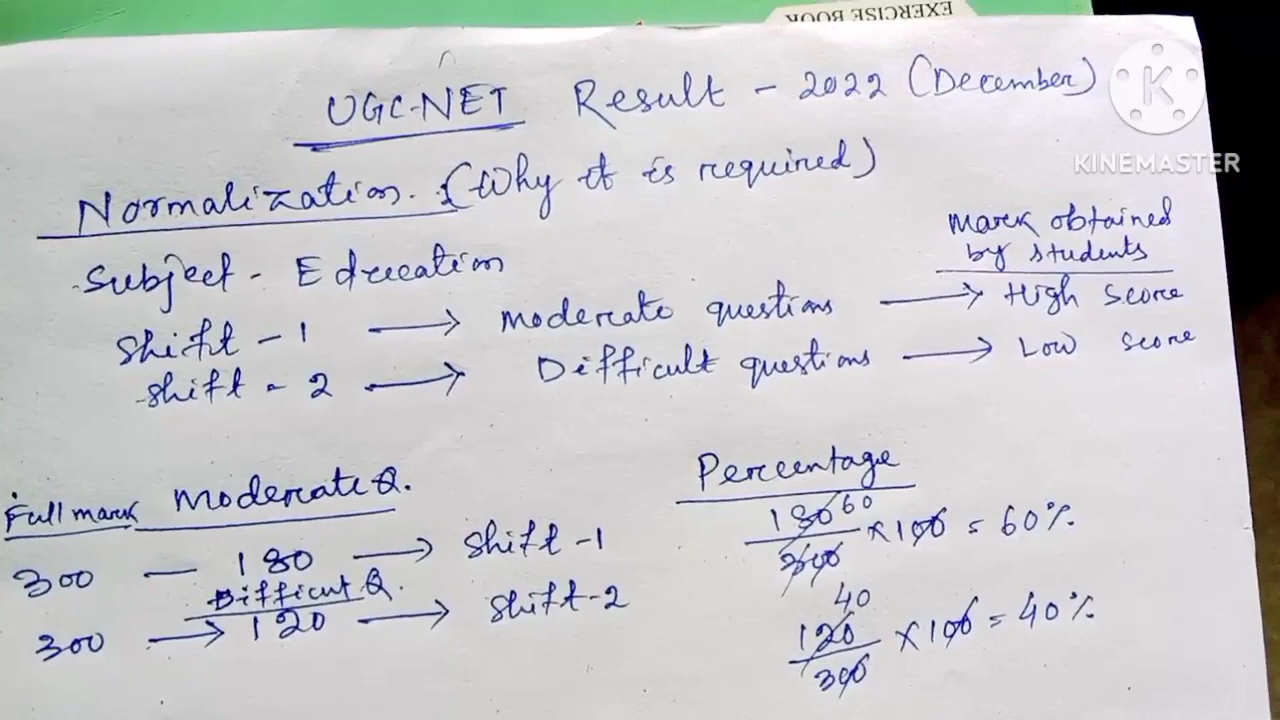 EXERCISE BOOK
UGC-NET Result - 2022 (December)
KINEMASTER
Normalization. (Why it is required)
Mark obtained
by students
Subject - Education
Shift - 1 → Moderate questions → High score
Shift - 2 → Difficult questions → Low score
Percentage
Full mark Moderate Q.
300 — 180 → Shift - 1
180/300 × 100 = 60%
60
Difficut Q.
300 → 120 → Shift - 2
40
120/300 × 100 = 40%